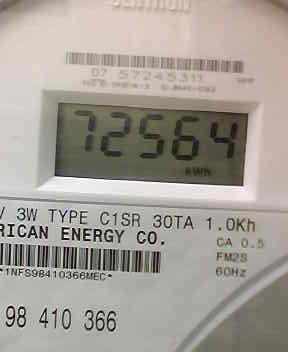 CENTRON
07 57245311
72564
KWH
V 3W TYPE C1SR 30TA 1.0Kh
RICAN ENERGY CO.
CA 0.5
FM2S
60Hz
*1NFS98410366MEC*
98 410 366